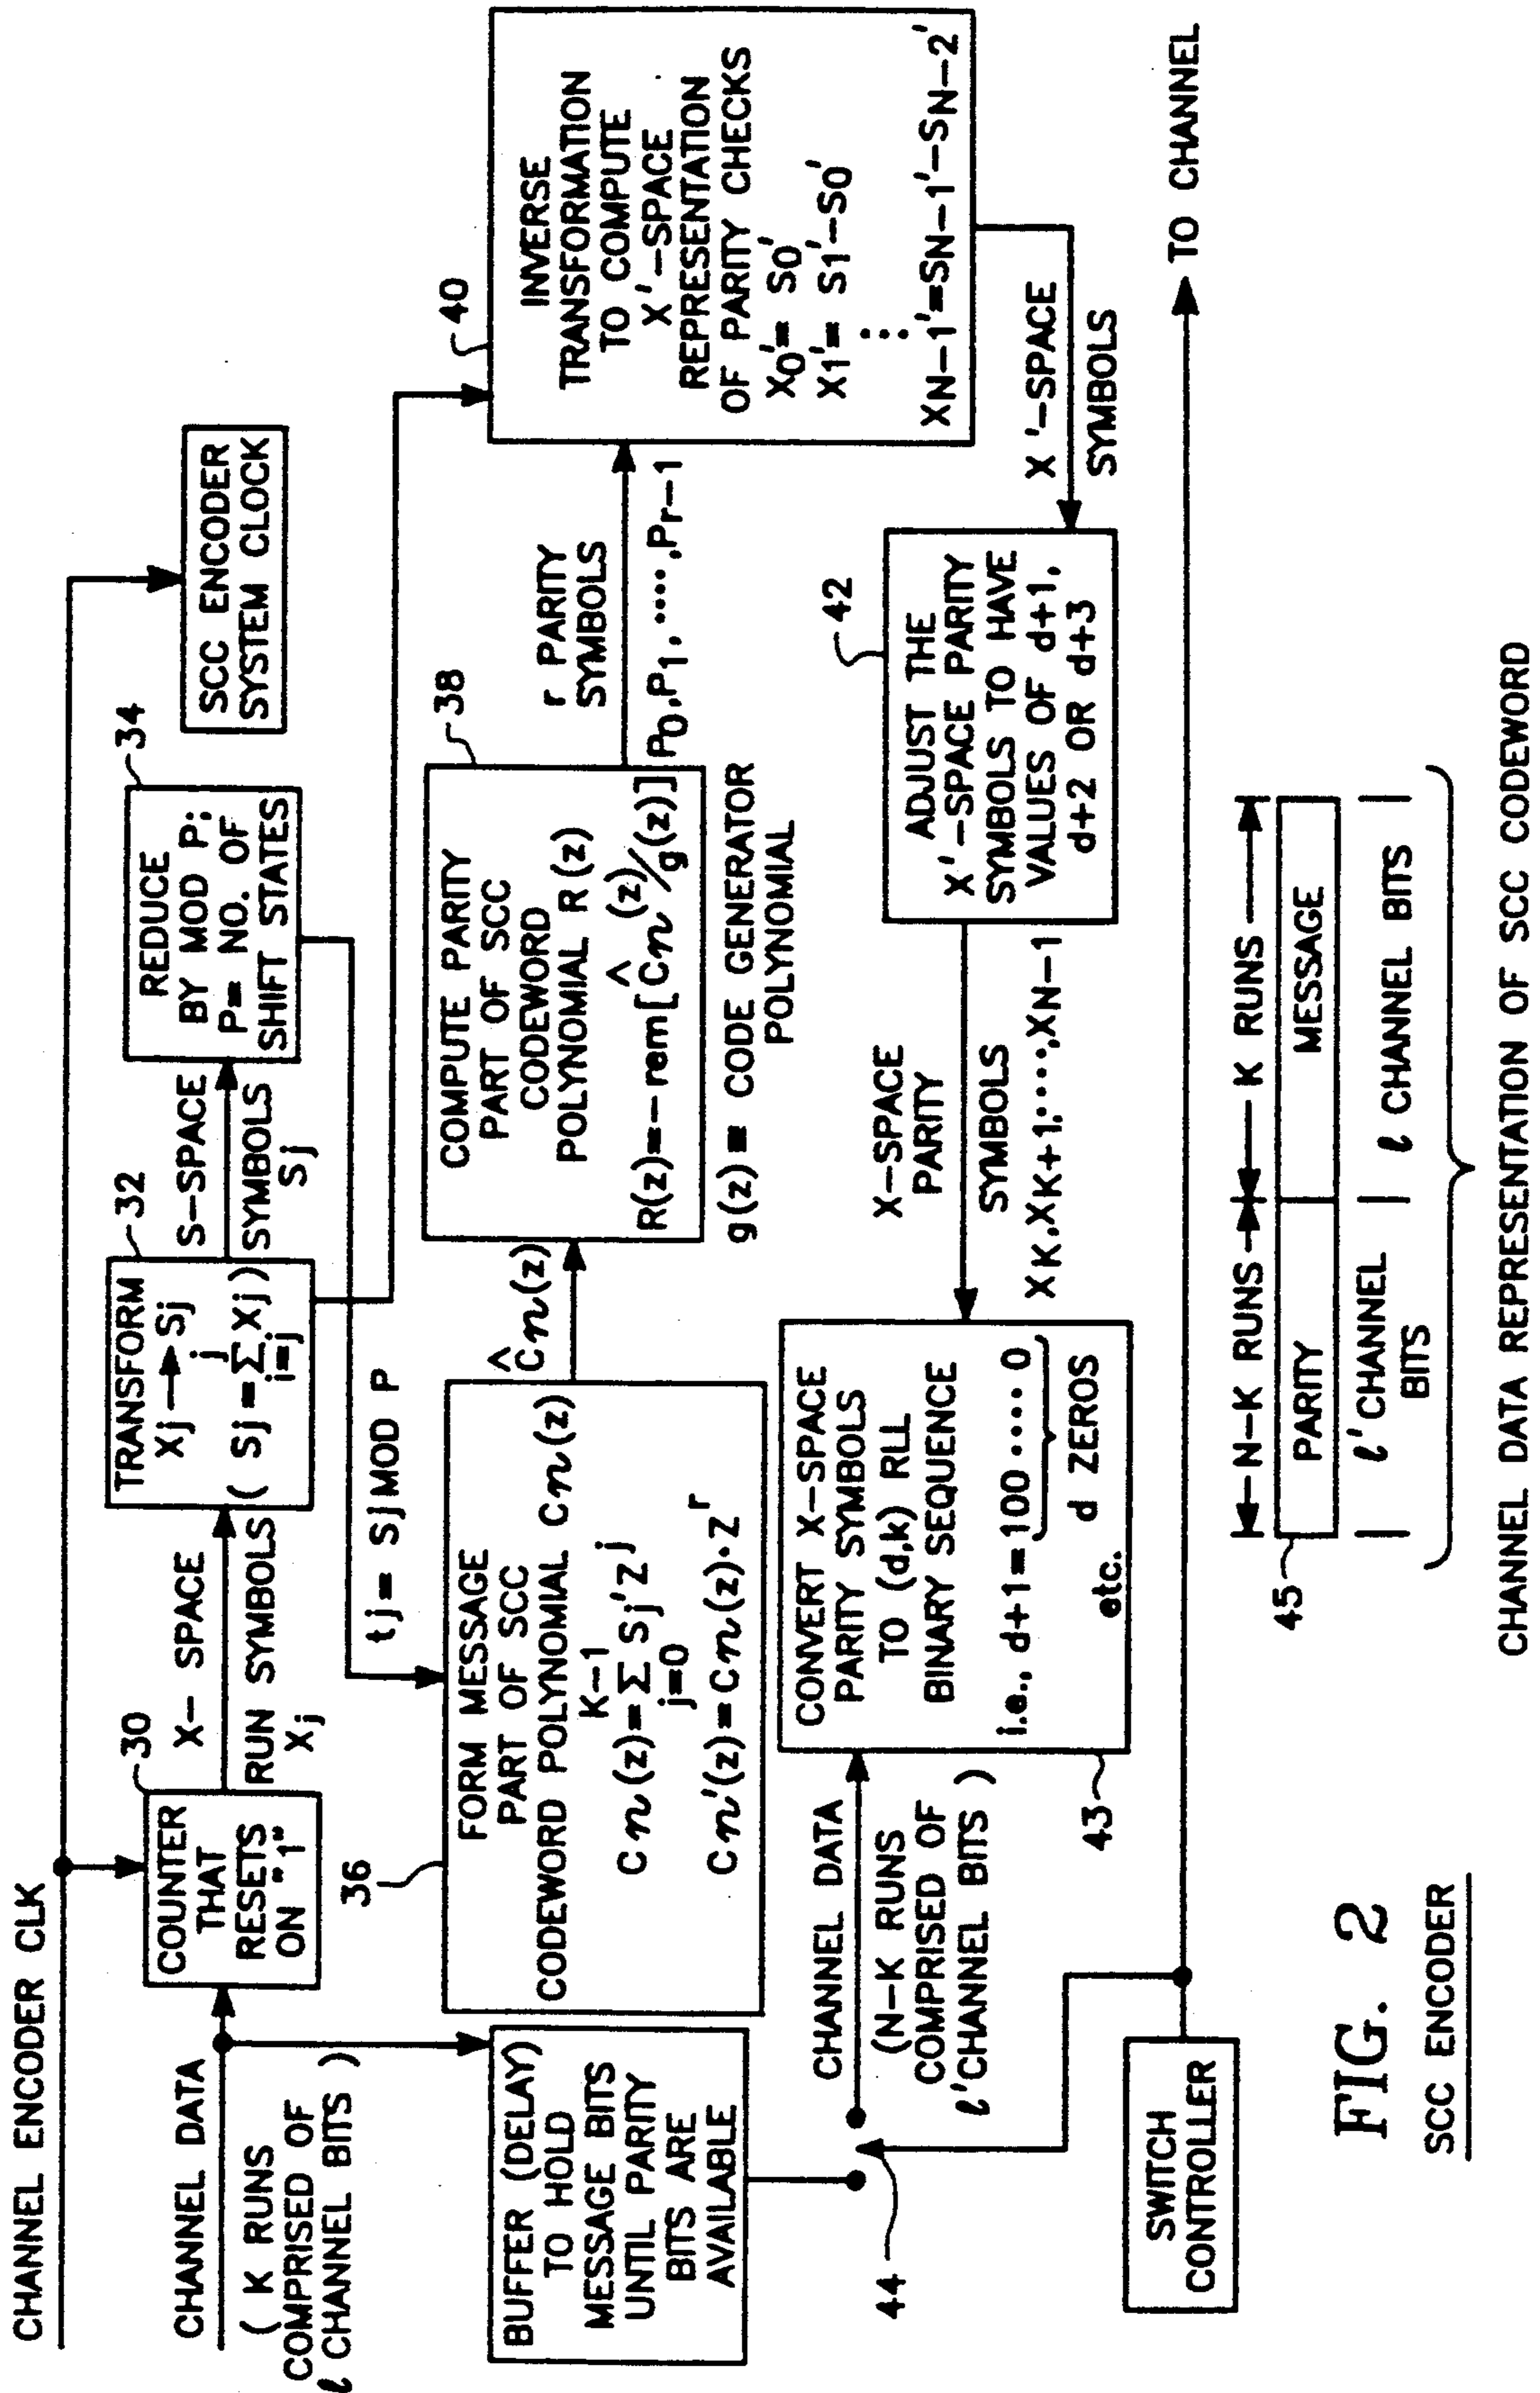 CHANNEL ENCODER CLK
CHANNEL DATA
( K RUNS
COMPRISED OF
ℓ CHANNEL BITS )
30
COUNTER
THAT
RESETS
ON "1"
X- SPACE
RUN SYMBOLS
Xj
32
TRANSFORM
Xj → Sj
( Sj = Σ Xj )
j
i=j
S-SPACE
SYMBOLS
Sj
34
REDUCE
BY MOD P;
P= NO. OF
SHIFT STATES
SCC ENCODER
SYSTEM CLOCK
tj= Sj MOD P
BUFFER (DELAY)
TO HOLD
MESSAGE BITS
UNTIL PARITY
BITS ARE
AVAILABLE
36
FORM MESSAGE
PART OF SCC
CODEWORD POLYNOMIAL Cn(z)
K-1
Cn(z)= Σ Sj'Z^j
j=0
Cn'(z)=Cn(z)·Z^r
Ĉn(z)
38
COMPUTE PARITY
PART OF SCC
CODEWORD
POLYNOMIAL R(z)
R(z)=-rem[Ĉn(z)/g(z)]
g(z)≡ CODE GENERATOR
POLYNOMIAL
r PARITY
SYMBOLS
P0,P1,....,Pr-1
40
INVERSE
TRANSFORMATION
TO COMPUTE
X'-SPACE
REPRESENTATION
OF PARITY CHECKS
X0'= S0'
X1'= S1'-S0'
⋮
XN-1'=SN-1'-SN-2'
X'-SPACE
SYMBOLS
42
ADJUST THE
X'-SPACE PARITY
SYMBOLS TO HAVE
VALUES OF d+1,
d+2 OR d+3
X-SPACE
PARITY
SYMBOLS
XK,XK+1,....,XN-1
CONVERT X-SPACE
PARITY SYMBOLS
TO (d,k) RLL
BINARY SEQUENCE
i.e., d+1=100....0
d ZEROS
etc.
43
CHANNEL DATA
(N-K RUNS
COMPRISED OF
ℓ'CHANNEL BITS )
44
SWITCH
CONTROLLER
TO CHANNEL
N-K RUNS
K RUNS
45
PARITY
MESSAGE
ℓ'CHANNEL
BITS
ℓ CHANNEL BITS
CHANNEL DATA REPRESENTATION OF SCC CODEWORD
FIG. 2
SCC ENCODER